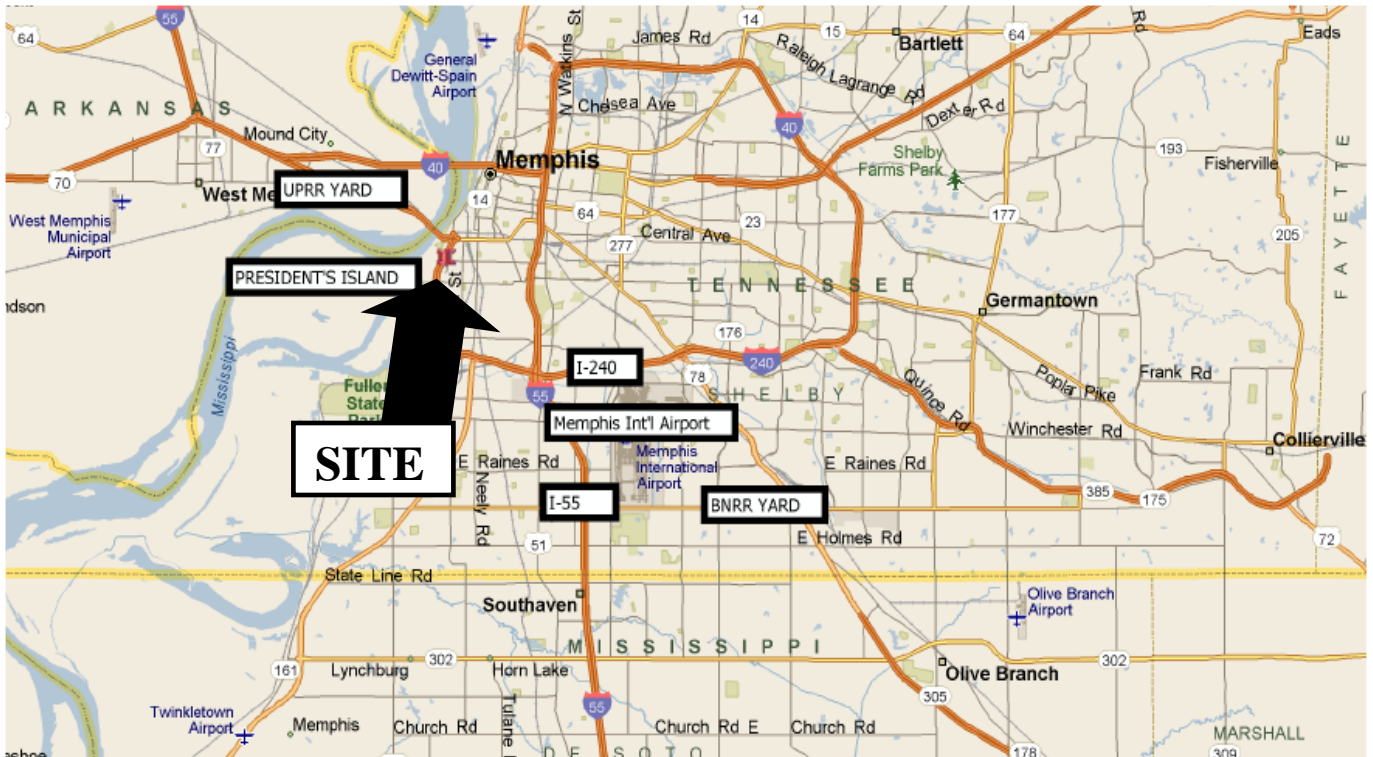 55
64
14
15
64
Eads
Rd
James Rd
Bartlett
General
Dewitt-Spain
Airport
N Watkins St
Raleigh Lagrange Rd
ARKANSAS
Chelsea Ave
Dexter Rd
40
Mound City
77
40
Memphis
Shelby
Farms Park
193
Fisherville
FAYETTE
70
West Me
UPRR YARD
14
64
23
177
205
West Memphis
Municipal
Airport
277
Central Ave
PRESIDENT'S ISLAND
St
TENNESSEE
Germantown
ndson
Mississippi
176
I-240
240
78
SHELBY
Quince Rd
Poplar Pike
Frank Rd
Fuller
State
Park
55
Memphis Int'l Airport
Winchester Rd
Collierville
SITE
E Raines Rd
Memphis
International
Airport
E Raines Rd
Neely Rd
I-55
BNRR YARD
385
175
51
E Holmes Rd
72
State Line Rd
Southaven
Olive Branch
Airport
MISSISSIPPI
161
Lynchburg
302
Horn Lake
302
Olive Branch
305
Twinkletown
Airport
Memphis
Church Rd
Tulane
55
Church Rd E
Church Rd
MARSHALL
DE SOTO
178
309